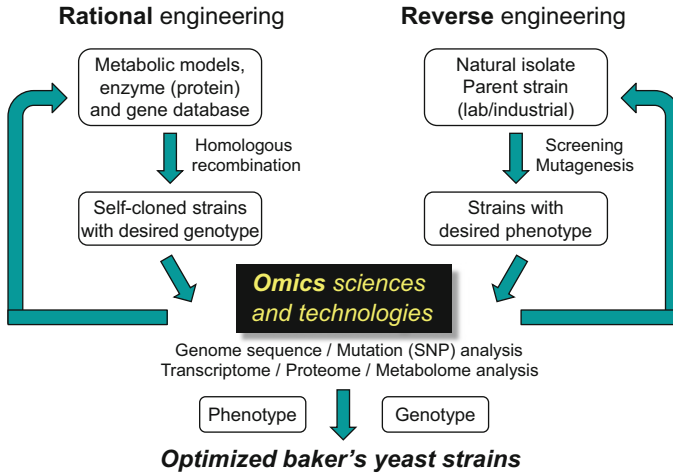 Rational engineering
Metabolic models,
enzyme (protein)
and gene database
Homologous
recombination
Self-cloned strains
with desired genotype
Reverse engineering
Natural isolate
Parent strain
(lab/industrial)
Screening
Mutagenesis
Strains with
desired phenotype
Omics sciences
and technologies
Genome sequence / Mutation (SNP) analysis
Transcriptome / Proteome / Metabolome analysis
Phenotype
Genotype
Optimized baker's yeast strains